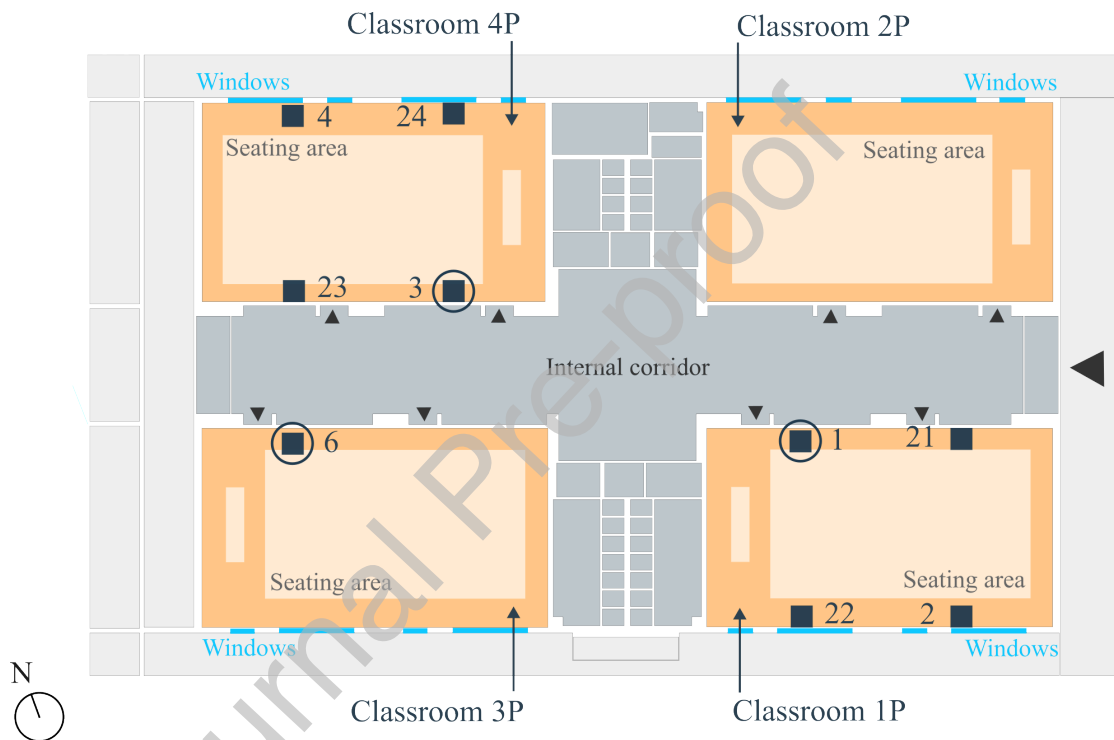 Classroom 4P
Classroom 2P
Windows
Windows
4
24
Seating area
Seating area
23
3
Internal corridor
6
1
21
Seating area
Seating area
22
2
Windows
Windows
N
Classroom 3P
Classroom 1P
Journal Pre-proof